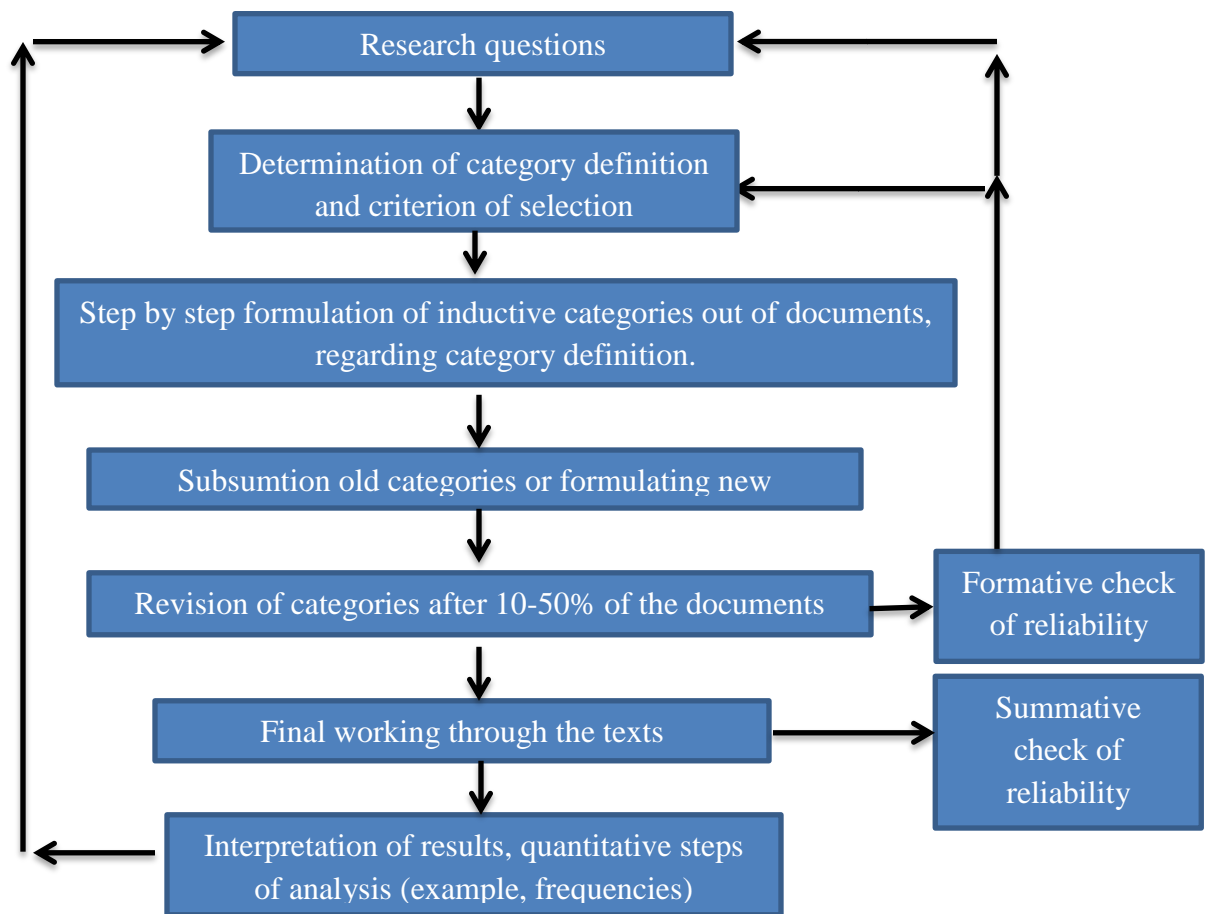 Research questions
Determination of category definition
and criterion of selection
Step by step formulation of inductive categories out of documents,
regarding category definition.
Subsumtion old categories or formulating new
Revision of categories after 10-50% of the documents
Formative check
of reliability
Final working through the texts
Summative
check of
reliability
Interpretation of results, quantitative steps
of analysis (example, frequencies)